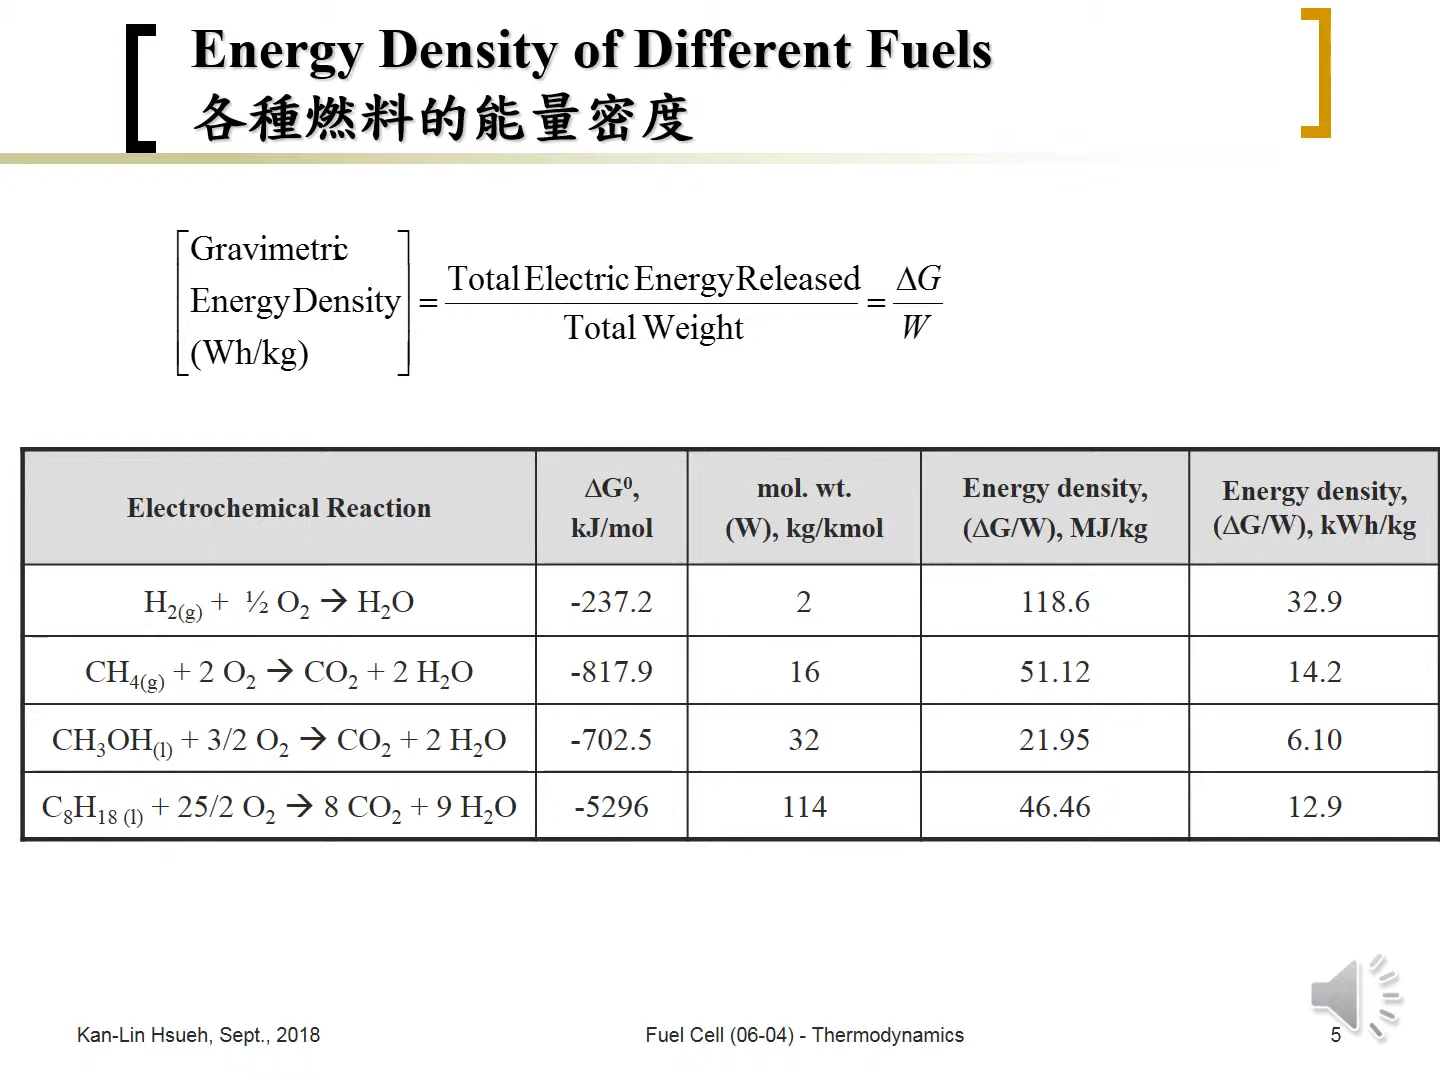 Energy Density of Different Fuels
各種燃料的能量密度
Gravimetric
Energy Density
(Wh/kg)
= Total Electric Energy Released / Total Weight = ΔG / W
Electrochemical Reaction | ΔG⁰, kJ/mol | mol. wt. (W), kg/kmol | Energy density, (ΔG/W), MJ/kg | Energy density, (ΔG/W), kWh/kg
H₂(g) + ½ O₂ → H₂O | -237.2 | 2 | 118.6 | 32.9
CH₄(g) + 2 O₂ → CO₂ + 2 H₂O | -817.9 | 16 | 51.12 | 14.2
CH₃OH(l) + 3/2 O₂ → CO₂ + 2 H₂O | -702.5 | 32 | 21.95 | 6.10
C₈H₁₈ (l) + 25/2 O₂ → 8 CO₂ + 9 H₂O | -5296 | 114 | 46.46 | 12.9
Kan-Lin Hsueh, Sept., 2018
Fuel Cell (06-04) - Thermodynamics
5